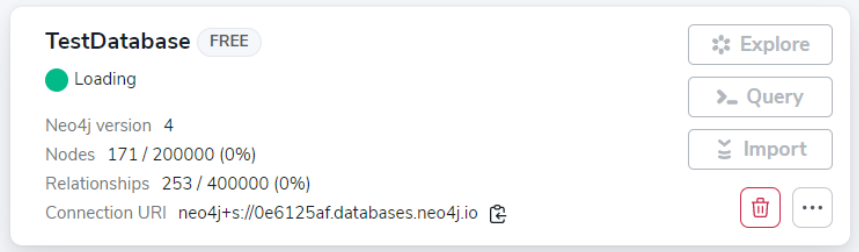 TestDatabase FREE
Loading
Neo4j version 4
Nodes 171 / 200000 (0%)
Relationships 253 / 400000 (0%)
Connection URI neo4j+s://0e6125af.databases.neo4j.io
Explore
Query
Import